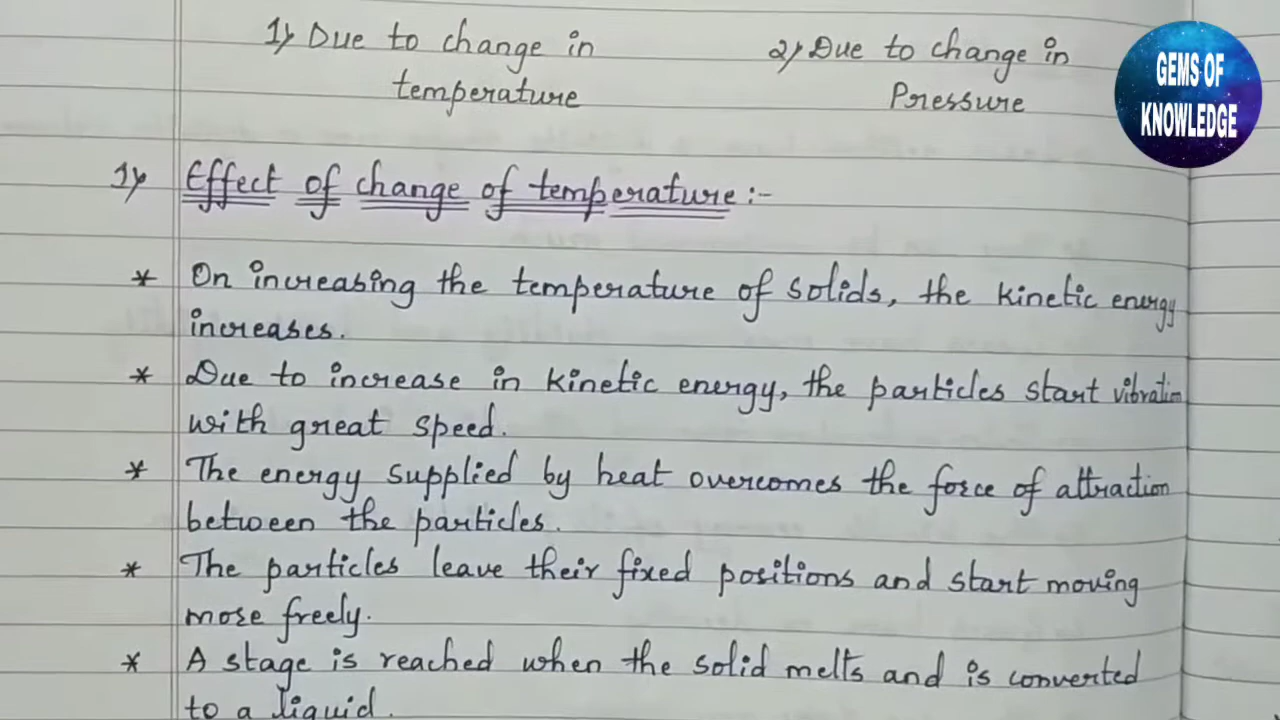 1) Due to change in
temperature
2) Due to change in
Pressure
GEMS OF
KNOWLEDGE
1) Effect of change of temperature :-
* On increasing the temperature of solids, the kinetic energy
increases.
* Due to increase in kinetic energy, the particles start vibration
with great speed.
* The energy supplied by heat overcomes the force of attraction
between the particles.
* The particles leave their fixed positions and start moving
more freely.
* A stage is reached when the solid melts and is converted
to a liquid.